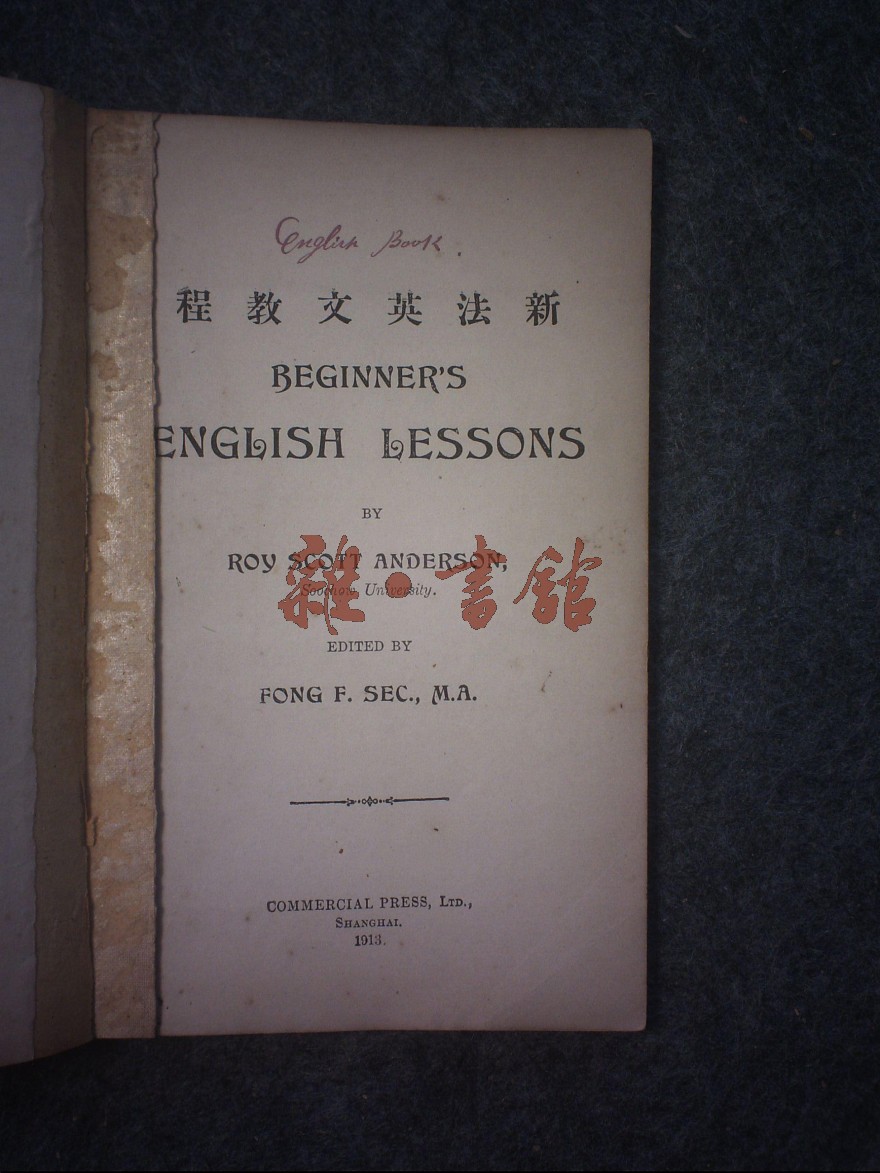 English Book.
程教文英法新
BEGINNER'S
ENGLISH LESSONS
BY
ROY SCOTT ANDERSON,
Soochow University.
EDITED BY
FONG F. SEC., M.A.
COMMERCIAL PRESS, LTD.,
SHANGHAI.
1913.
雜·書館